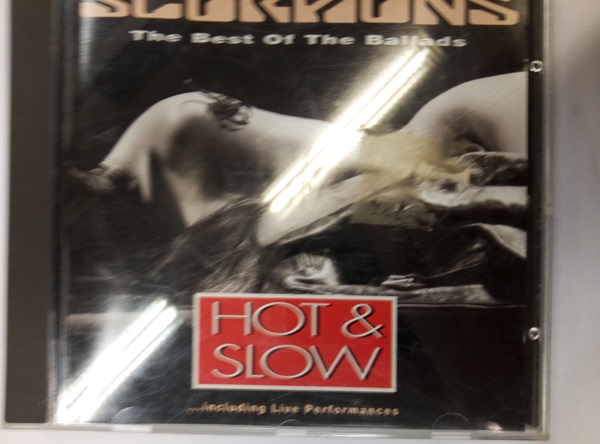 SCORPIONS
The Best Of The Ballads
HOT &
SLOW
...including Live Performances